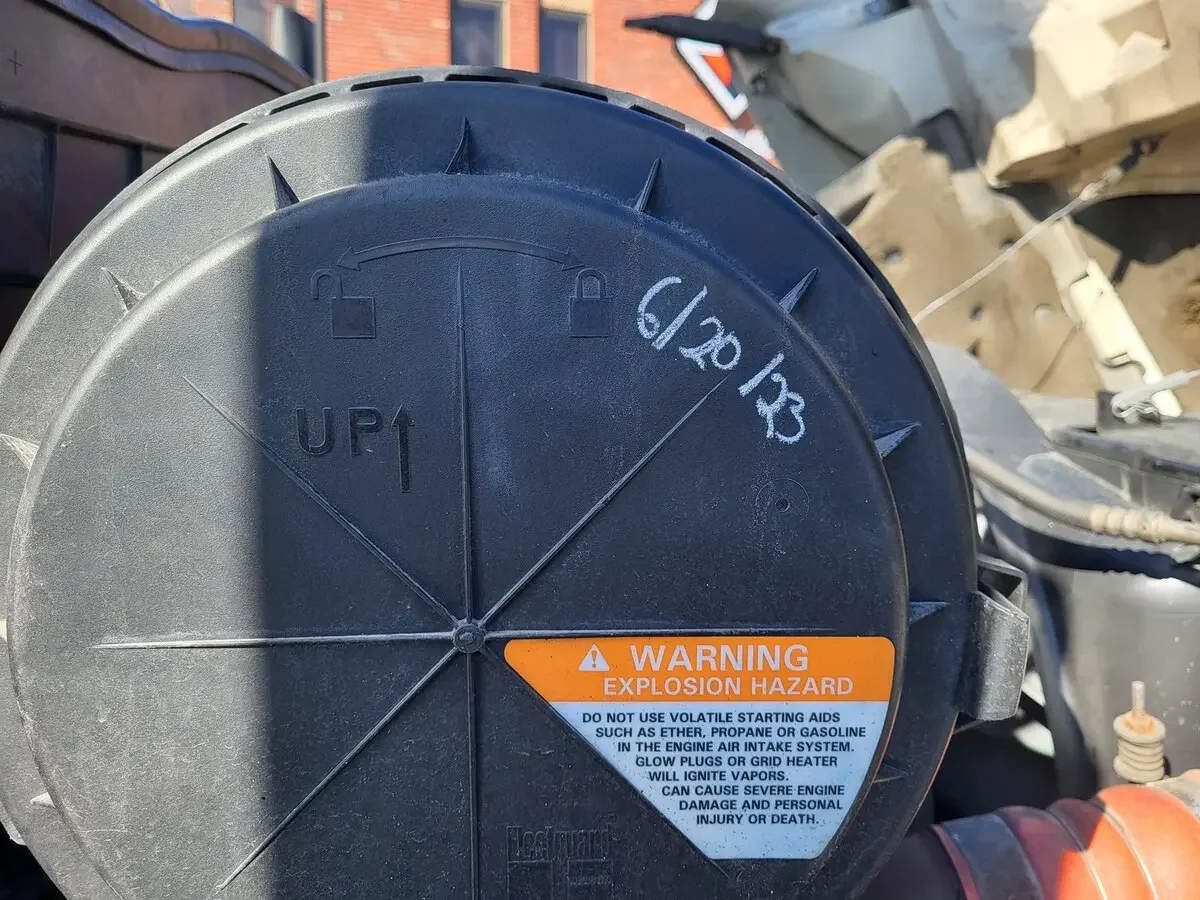 6/20/23
UP
WARNING
EXPLOSION HAZARD
DO NOT USE VOLATILE STARTING AIDS
SUCH AS ETHER, PROPANE OR GASOLINE
IN THE ENGINE AIR INTAKE SYSTEM.
GLOW PLUGS OR GRID HEATER
WILL IGNITE VAPORS.
CAN CAUSE SEVERE ENGINE
DAMAGE AND PERSONAL
INJURY OR DEATH.
Fleetguard